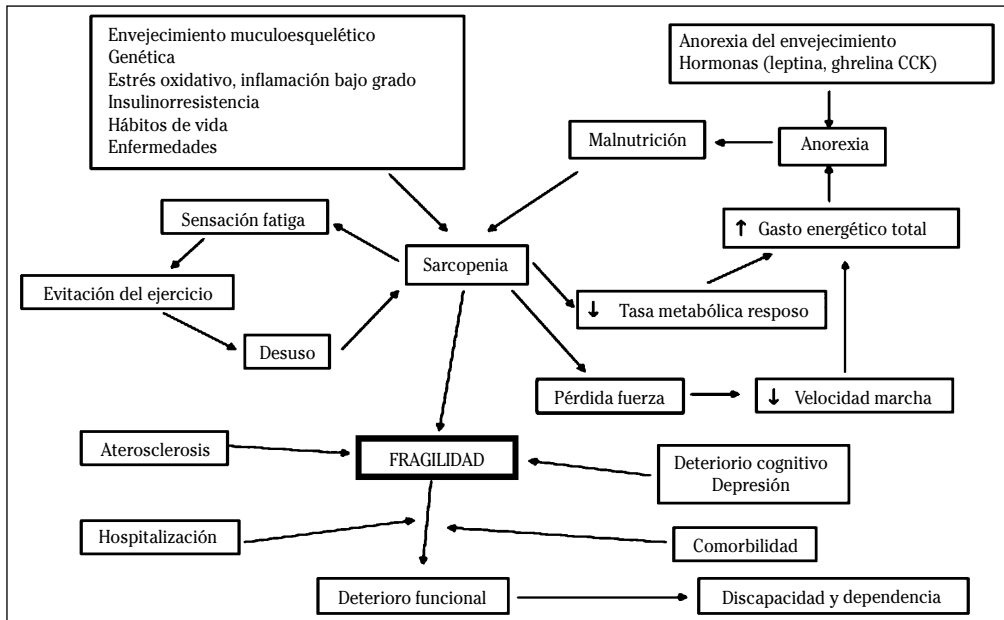 Envejecimiento muculoesquelético
Genética
Estrés oxidativo, inflamación bajo grado
Insulinorresistencia
Hábitos de vida
Enfermedades
Anorexia del envejecimiento
Hormonas (leptina, ghrelina CCK)
Malnutrición
Anorexia
Sensación fatiga
↑ Gasto energético total
Sarcopenia
Evitación del ejercicio
↓ Tasa metabólica resposo
Desuso
Pérdida fuerza
↓ Velocidad marcha
Aterosclerosis
FRAGILIDAD
Deteriorio cognitivo
Depresión
Hospitalización
Comorbilidad
Deterioro funcional
Discapacidad y dependencia